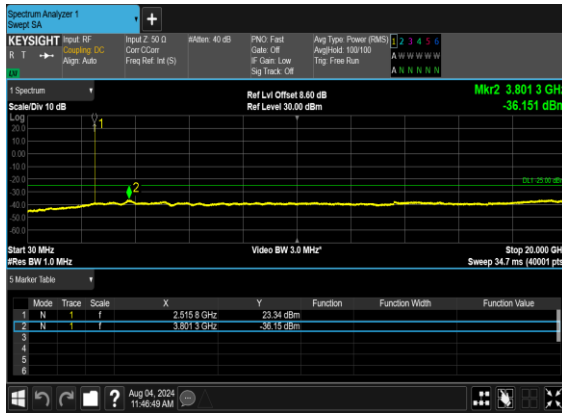 Spectrum Analyzer 1
Swept SA
+
KEYSIGHT Input: RF Input Z: 50 Ω #Atten: 40 dB PNO: Fast Avg Type: Power (RMS) 1 2 3 4 5 6
R T Coupling: DC Corr CCorr Gate: Off Avg|Hold: 100/100 A W W W W W
Align: Auto Freq Ref: Int (S) IF Gain: Low Trig: Free Run
Sig Track: Off A N N N N N
1 Spectrum Ref Lvl Offset 8.60 dB Mkr2 3.801 3 GHz
Scale/Div 10 dB Ref Level 30.00 dBm -36.151 dBm
Log
20.0
10.0
0.00
-10.0
-20.0
-30.0
-40.0
-50.0
-60.0
1
2
DL1 -25.00 dBm
Start 30 MHz Video BW 3.0 MHz* Stop 20.000 GHz
#Res BW 1.0 MHz Sweep 34.7 ms (40001 pts)
5 Marker Table
Mode Trace Scale X Y Function Function Width Function Value
1 N 1 f 2.515 8 GHz 23.34 dBm
2 N 1 f 3.801 3 GHz -36.15 dBm
3
4
5
6
? Aug 04, 2024
11:46:49 AM